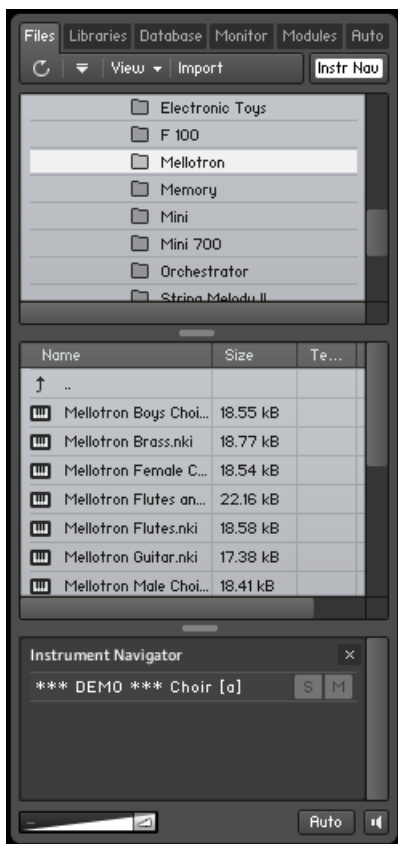 Files Libraries Database Monitor Modules Auto
View Import Instr Nav
Electronic Toys
F 100
Mellotron
Memory
Mini
Mini 700
Orchestrator
String Melody II
Name Size Te...
..
Mellotron Boys Choi... 18.55 kB
Mellotron Brass.nki 18.77 kB
Mellotron Female C... 18.54 kB
Mellotron Flutes an... 22.16 kB
Mellotron Flutes.nki 18.58 kB
Mellotron Guitar.nki 17.38 kB
Mellotron Male Choi... 18.41 kB
Instrument Navigator ×
*** DEMO *** Choir [a] S M
Auto